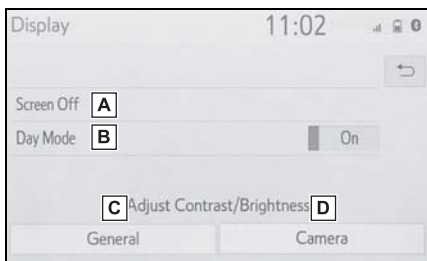 Display 11:02
Screen Off A
Day Mode B On
C Adjust Contrast/Brightness D
General Camera